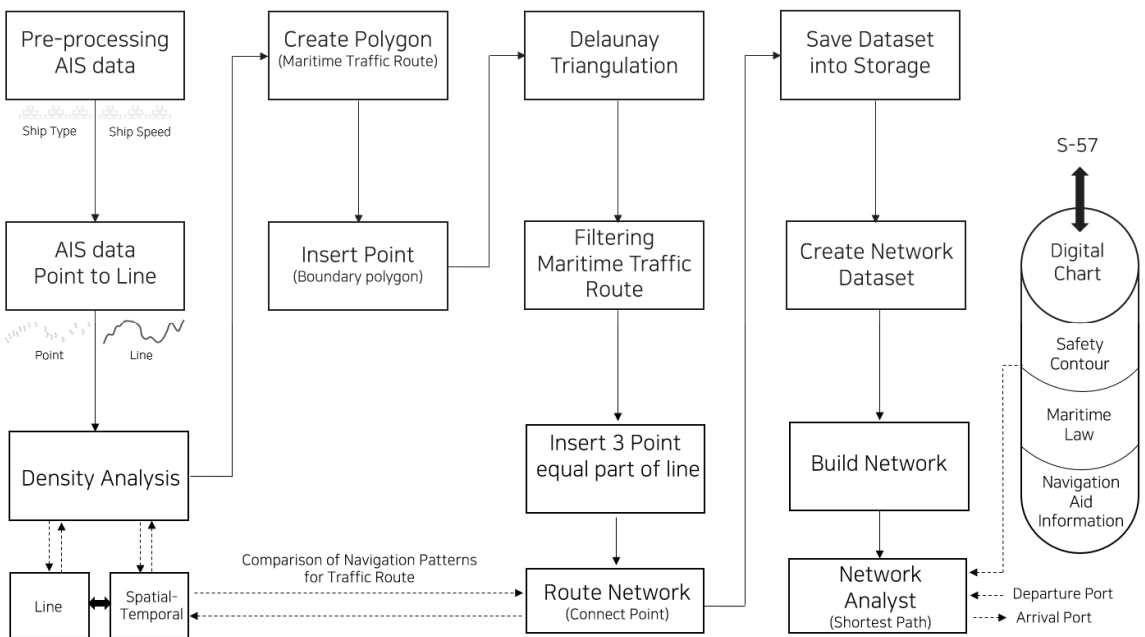 Pre-processing
AIS data
Ship Type
Ship Speed
AIS data
Point to Line
Point
Line
Density Analysis
Line
Spatial-
Temporal
Create Polygon
(Maritime Traffic Route)
Insert Point
(Boundary polygon)
Comparison of Navigation Patterns
for Traffic Route
Delaunay
Triangulation
Filtering
Maritime Traffic
Route
Insert 3 Point
equal part of line
Route Network
(Connect Point)
Save Dataset
into Storage
Create Network
Dataset
Build Network
Network
Analyst
(Shortest Path)
S-57
Digital
Chart
Safety
Contour
Maritime
Law
Navigation
Aid
Information
Departure Port
Arrival Port